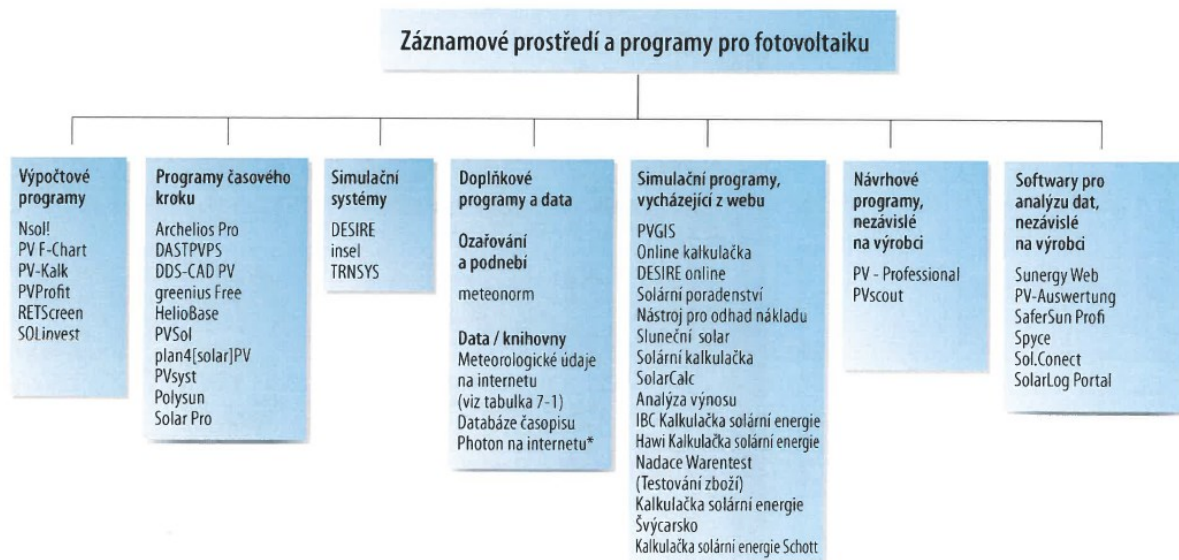 Záznamové prostředí a programy pro fotovoltaiku
Výpočtové
programy
Nsol!
PV F-Chart
PV-Kalk
PVProfit
RETScreen
SOLinvest
Programy časového
kroku
Archelios Pro
DASTPVPS
DDS-CAD PV
greenius Free
HelioBase
PVSol
plan4[solar]PV
PVsyst
Polysun
Solar Pro
Simulační
systémy
DESIRE
insel
TRNSYS
Doplňkové
programy a data
Ozařování
a podnebí
meteonorm
Data / knihovny
Meteorologické údaje
na internetu
(viz tabulka 7-1)
Databáze časopisu
Photon na internetu*
Simulační programy,
vycházející z webu
PVGIS
Online kalkulačka
DESIRE online
Solární poradenství
Nástroj pro odhad nákladu
Sluneční solar
Solární kalkulačka
SolarCalc
Analýza výnosu
IBC Kalkulačka solární energie
Hawi Kalkulačka solární energie
Nadace Warentest
(Testování zboží)
Kalkulačka solární energie
Švýcarsko
Kalkulačka solární energie Schott
Návrhové
programy,
nezávislé
na výrobci
PV - Professional
PVscout
Softwary pro
analýzu dat,
nezávislé
na výrobci
Sunergy Web
PV-Auswertung
SaferSun Profi
Spyce
Sol.Conect
SolarLog Portal